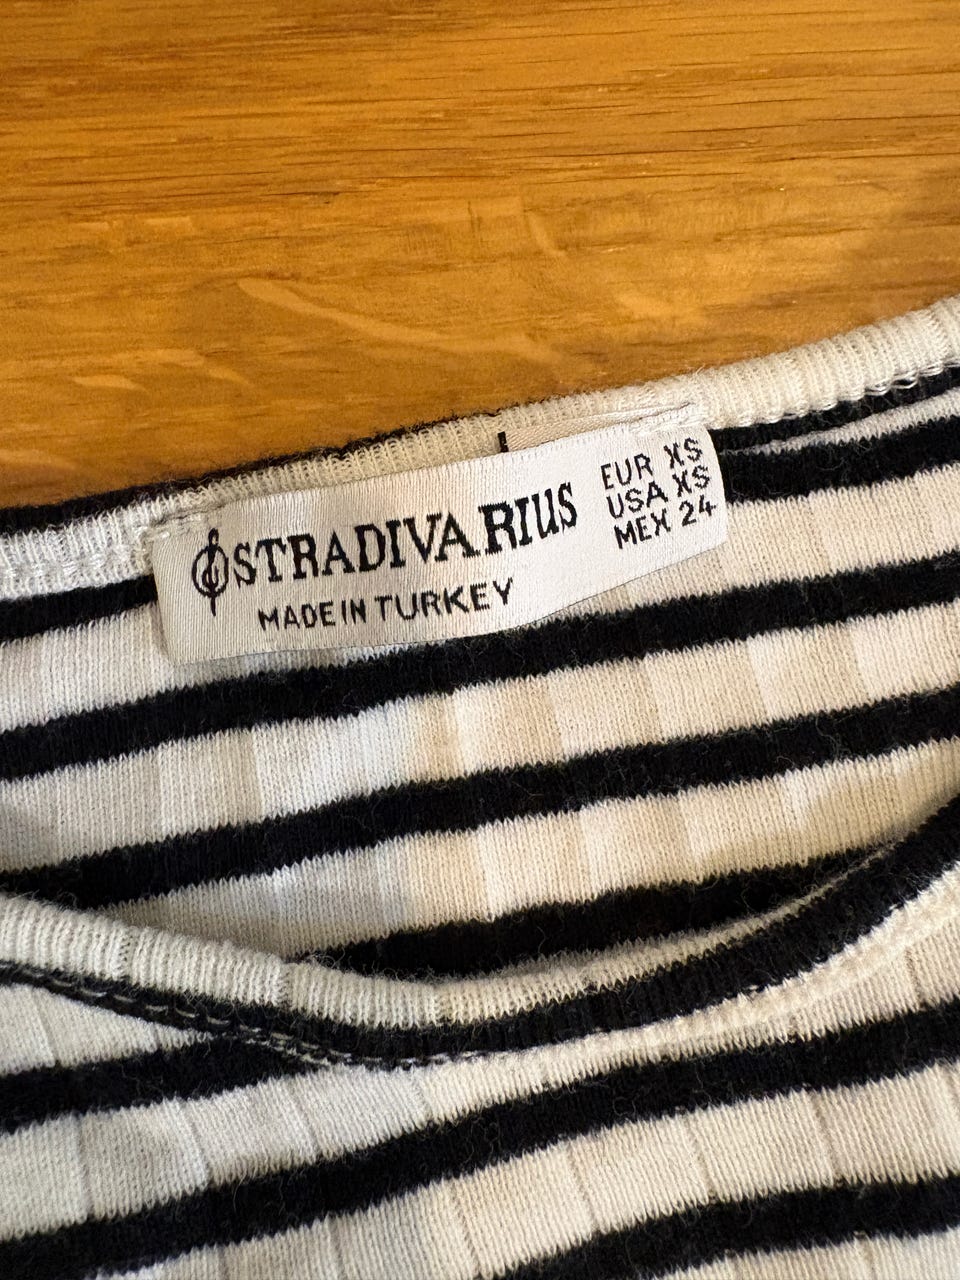 STRADIVARIUS
MADE IN TURKEY
EUR XS
USA XS
MEX 24